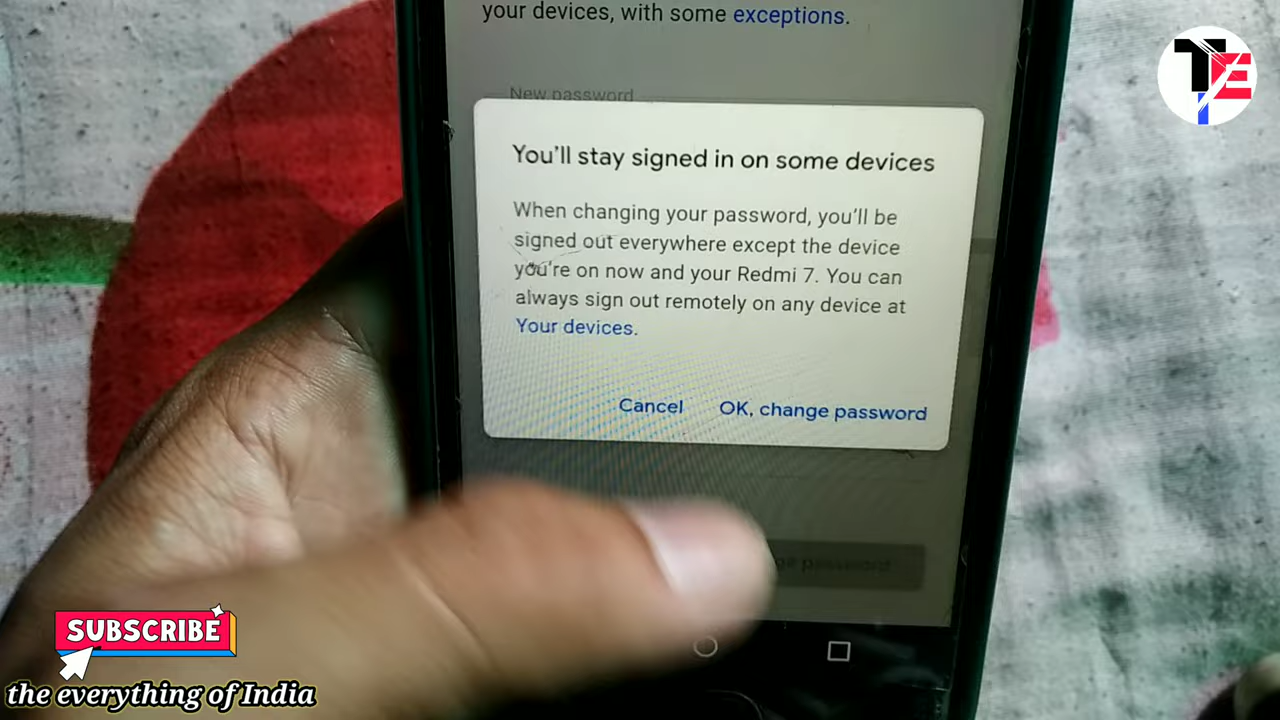 your devices, with some exceptions.
New password
You'll stay signed in on some devices
When changing your password, you'll be
signed out everywhere except the device
you're on now and your Redmi 7. You can
always sign out remotely on any device at
Your devices.
Cancel OK, change password
password
SUBSCRIBE
the everything of India